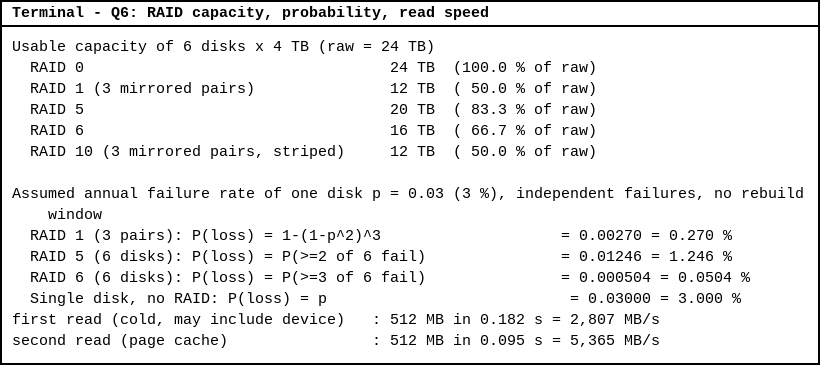 Terminal - Q6: RAID capacity, probability, read speed
Usable capacity of 6 disks x 4 TB (raw = 24 TB)
  RAID 0                                  24 TB  (100.0 % of raw)
  RAID 1 (3 mirrored pairs)               12 TB  ( 50.0 % of raw)
  RAID 5                                  20 TB  ( 83.3 % of raw)
  RAID 6                                  16 TB  ( 66.7 % of raw)
  RAID 10 (3 mirrored pairs, striped)     12 TB  ( 50.0 % of raw)

Assumed annual failure rate of one disk p = 0.03 (3 %), independent failures, no rebuild
    window
  RAID 1 (3 pairs): P(loss) = 1-(1-p^2)^3                    = 0.00270 = 0.270 %
  RAID 5 (6 disks): P(loss) = P(>=2 of 6 fail)               = 0.01246 = 1.246 %
  RAID 6 (6 disks): P(loss) = P(>=3 of 6 fail)               = 0.000504 = 0.0504 %
  Single disk, no RAID: P(loss) = p                           = 0.03000 = 3.000 %
first read (cold, may include device)   : 512 MB in 0.182 s = 2,807 MB/s
second read (page cache)                : 512 MB in 0.095 s = 5,365 MB/s